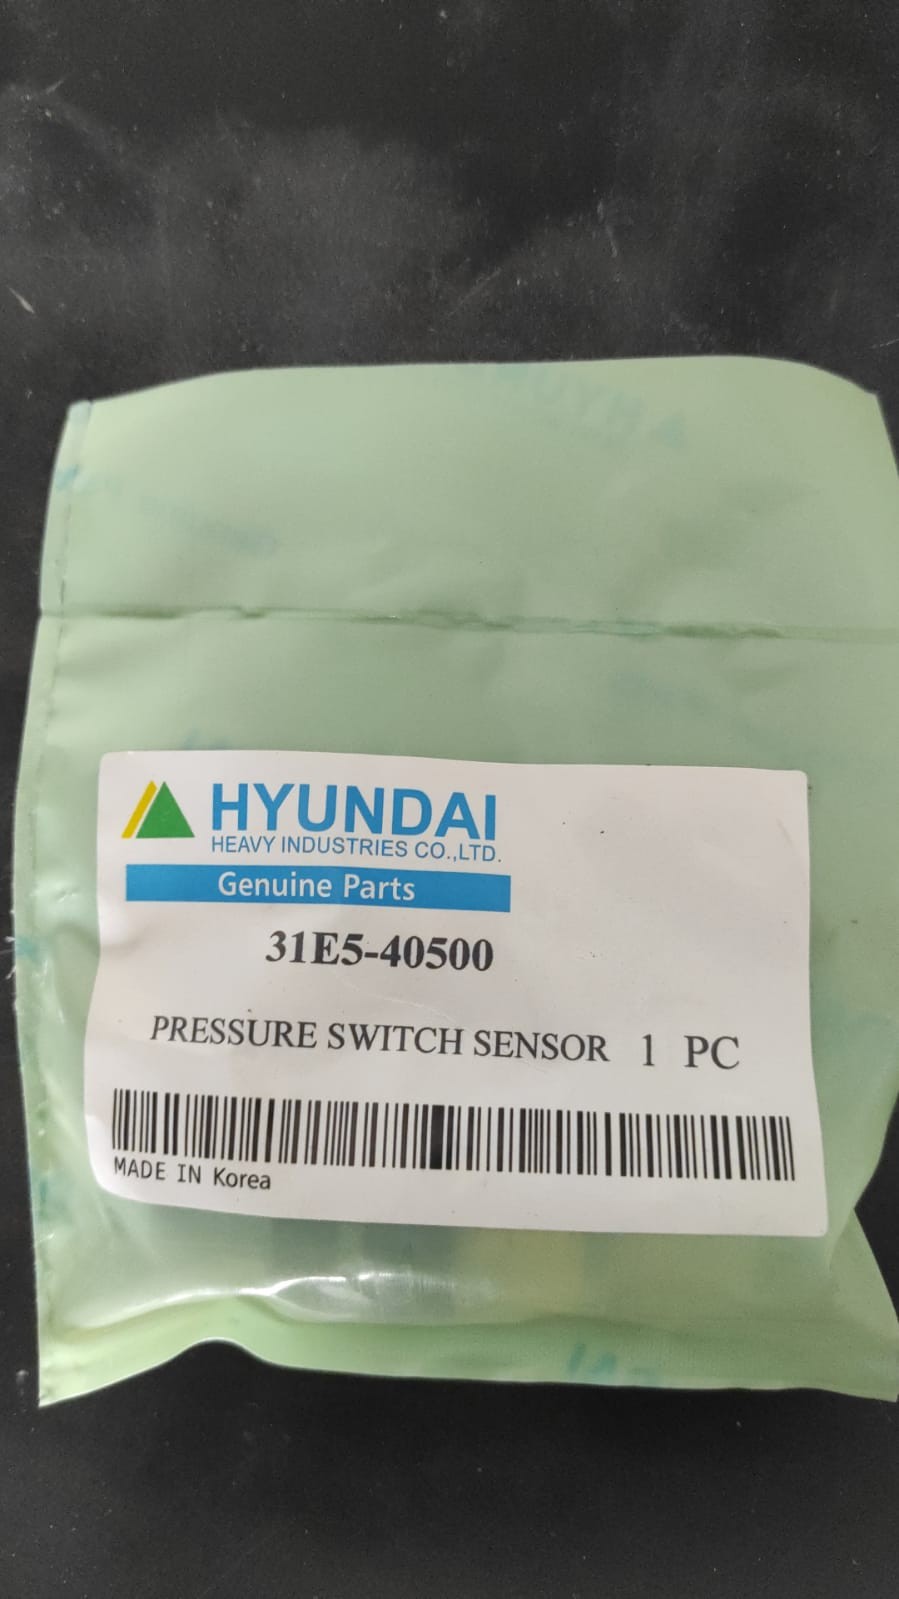 HYUNDAI
HEAVY INDUSTRIES CO.,LTD.
Genuine Parts
31E5-40500
PRESSURE SWITCH SENSOR 1 PC
MADE IN Korea